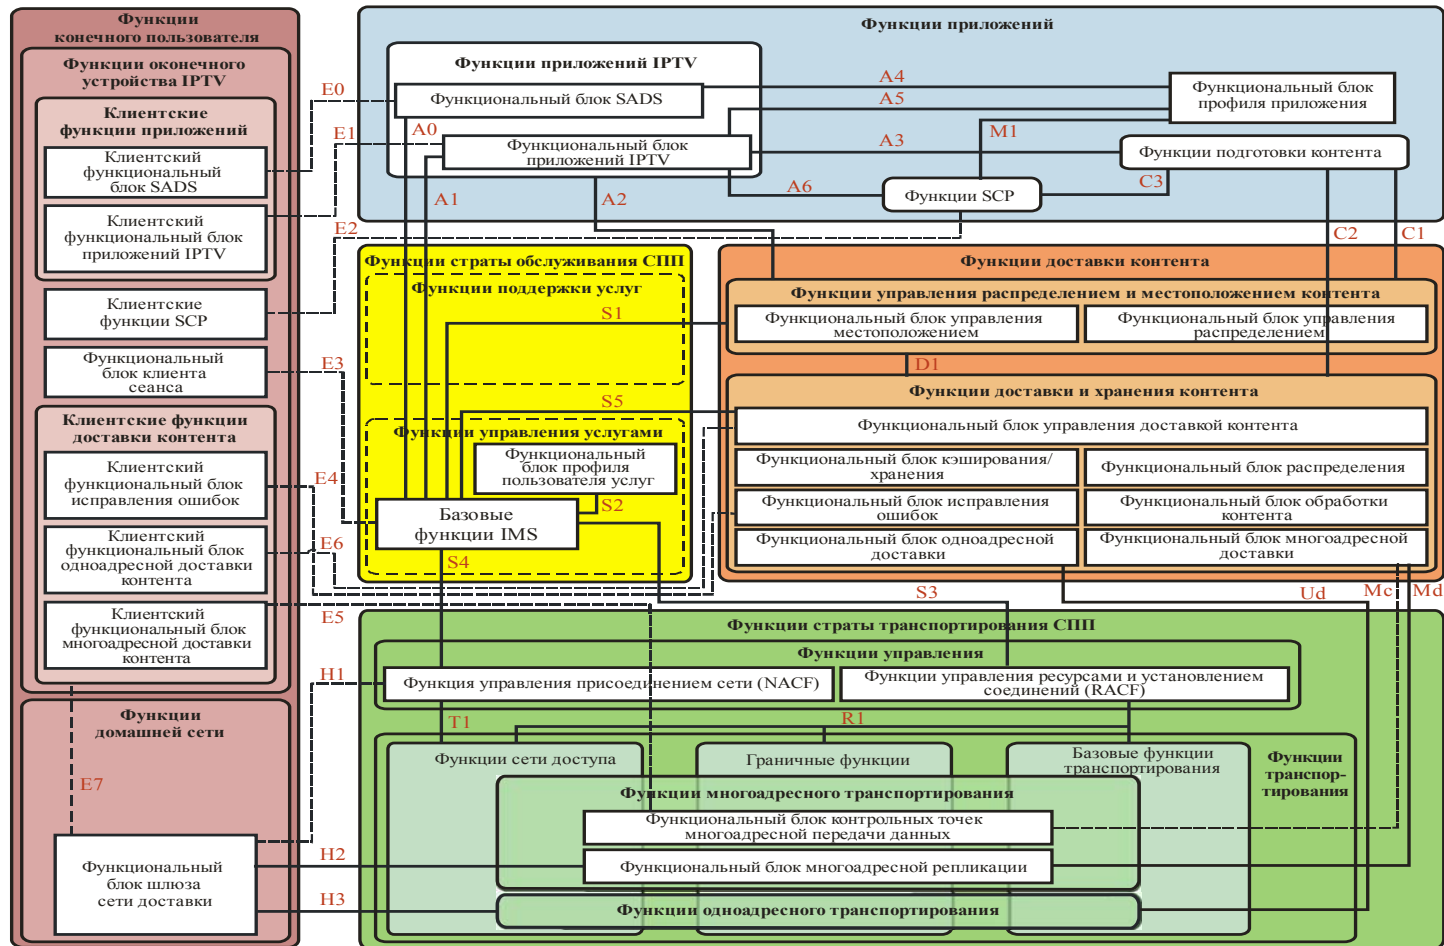 Функции
конечного пользователя
Функции оконечного
устройства IPTV
Клиентские
функции приложений
Клиентский
функциональный
блок SADS
Клиентский
функциональный блок
приложений IPTV
Клиентские
функции SCP
Функциональный
блок клиента
сеанса
Клиентские функции
доставки контента
Клиентский
функциональный блок
исправления ошибок
Клиентский
функциональный блок
одноадресной доставки
контента
Клиентский
функциональный блок
многоадресной доставки
контента
Функции
домашней сети
E7
Функциональный
блок шлюза
сети доставки
E0
E1
E2
E3
E4
E6
E5
H1
H2
H3
Функции приложений
Функции приложений IPTV
Функциональный блок SADS
A0
Функциональный блок
приложений IPTV
A4
A5
M1
A3
A6
C3
A1
A2
Функциональный блок
профиля приложения
Функции подготовки контента
Функции SCP
C2
C1
Функции страты обслуживания СПП
Функции поддержки услуг
S1
S5
Функции управления услугами
Функциональный
блок профиля
пользователя услуг
S2
Базовые
функции IMS
S4
S3
Функции доставки контента
Функции управления распределением и местоположением контента
Функциональный блок управления
местоположением
Функциональный блок управления
распределением
D1
Функции доставки и хранения контента
Функциональный блок управления доставкой контента
Функциональный блок кэширования/
хранения
Функциональный блок распределения
Функциональный блок исправления
ошибок
Функциональный блок обработки
контента
Функциональный блок одноадресной
доставки
Функциональный блок многоадресной
доставки
Ud
Mc
Md
Функции страты транспортирования СПП
Функции управления
Функция управления присоединением сети (NACF)
Функции управления ресурсами и установлением
соединений (RACF)
T1
R1
Функции сети доступа
Граничные функции
Базовые функции
транспортирования
Функции
транспор-
тирования
Функции многоадресного транспортирования
Функциональный блок контрольных точек
многоадресной передачи данных
Функциональный блок многоадресной репликации
Функции одноадресного транспортирования